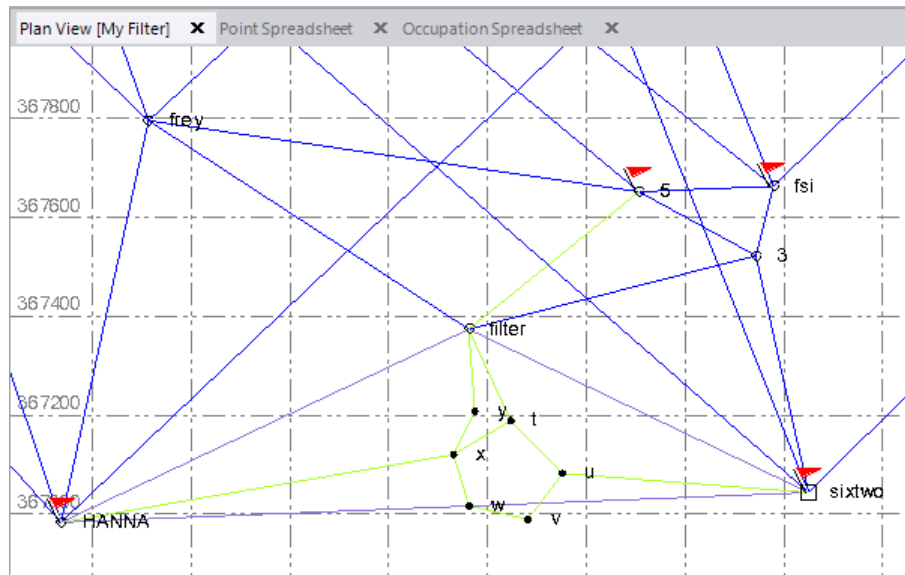 Plan View [My Filter] X Point Spreadsheet X Occupation Spreadsheet X
367800
frey
5
fsi
367600
3
367400
filter
367200
y
t
x
u
sixtwo
w
v
HANNA